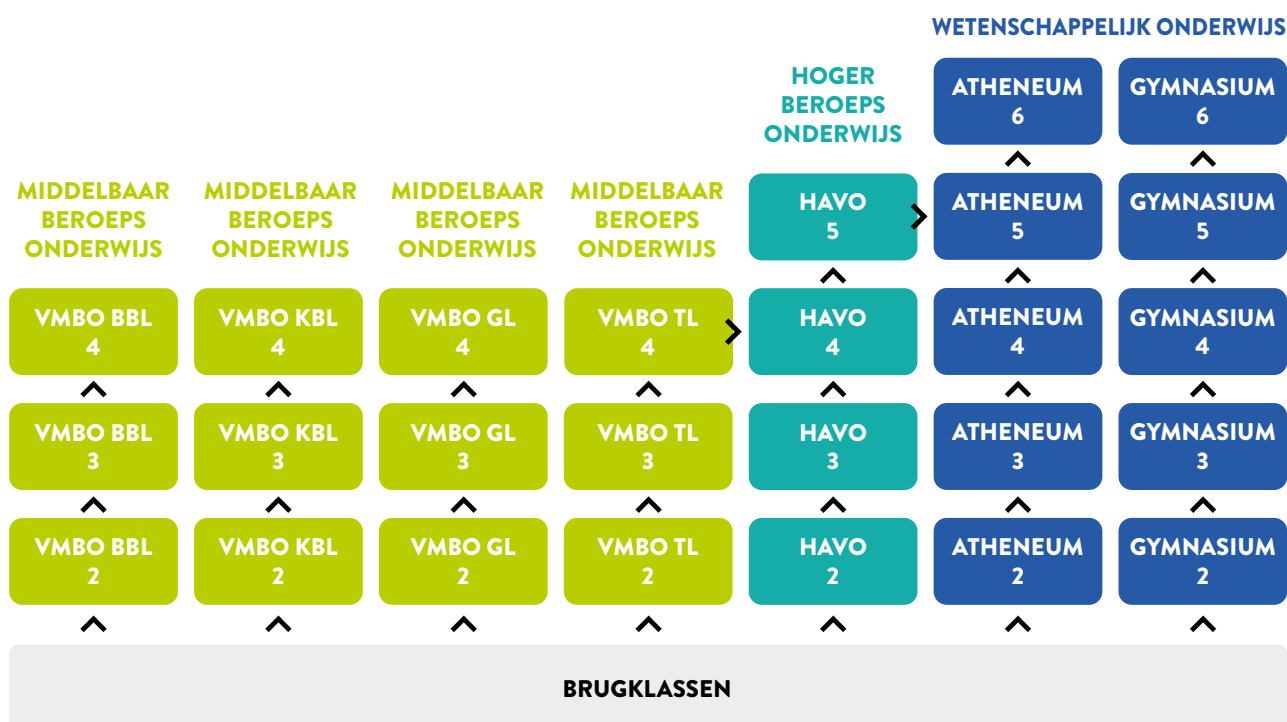 WETENSCHAPPELIJK ONDERWIJS
HOGER
BEROEPS
ONDERWIJS
ATHENEUM
6
GYMNASIUM
6
MIDDELBAAR
BEROEPS
ONDERWIJS
MIDDELBAAR
BEROEPS
ONDERWIJS
MIDDELBAAR
BEROEPS
ONDERWIJS
MIDDELBAAR
BEROEPS
ONDERWIJS
HAVO
5
ATHENEUM
5
GYMNASIUM
5
VMBO BBL
4
VMBO KBL
4
VMBO GL
4
VMBO TL
4
HAVO
4
ATHENEUM
4
GYMNASIUM
4
VMBO BBL
3
VMBO KBL
3
VMBO GL
3
VMBO TL
3
HAVO
3
ATHENEUM
3
GYMNASIUM
3
VMBO BBL
2
VMBO KBL
2
VMBO GL
2
VMBO TL
2
HAVO
2
ATHENEUM
2
GYMNASIUM
2
BRUGKLASSEN